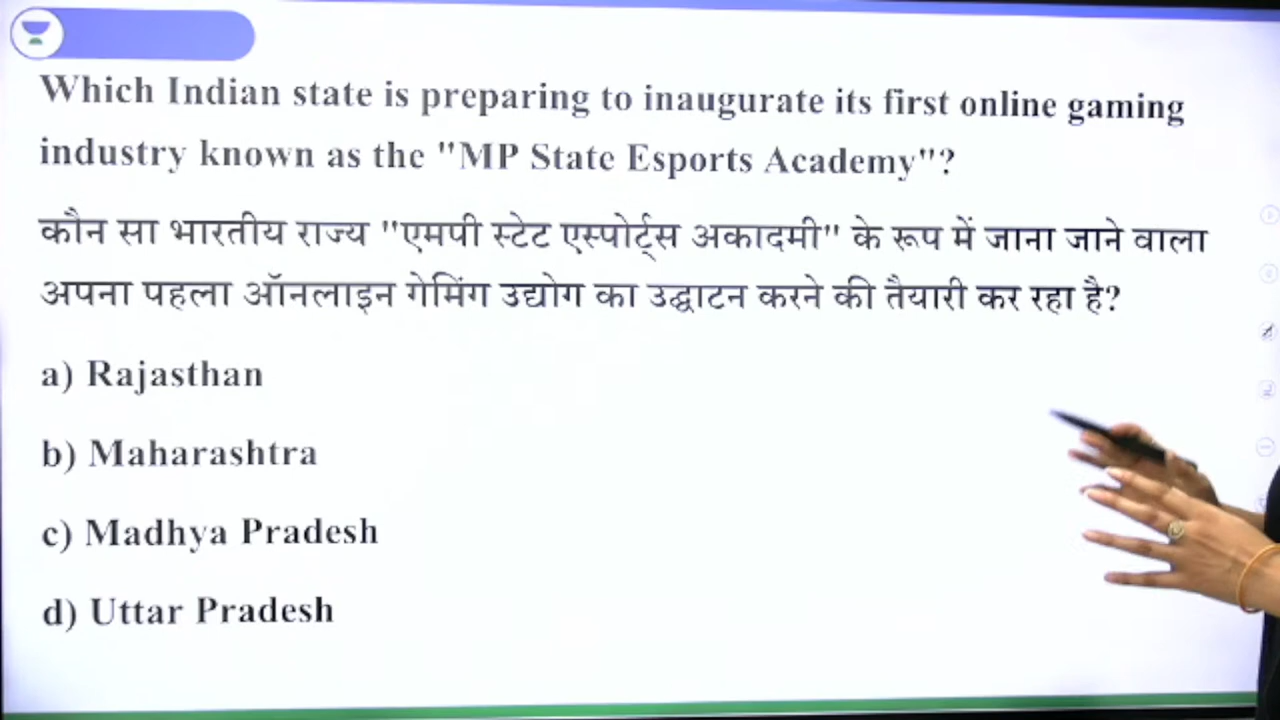 Which Indian state is preparing to inaugurate its first online gaming
industry known as the "MP State Esports Academy"?
कौन सा भारतीय राज्य "एमपी स्टेट एस्पोर्ट्स अकादमी" के रूप में जाना जाने वाला
अपना पहला ऑनलाइन गेमिंग उद्योग का उद्घाटन करने की तैयारी कर रहा है?
a) Rajasthan
b) Maharashtra
c) Madhya Pradesh
d) Uttar Pradesh